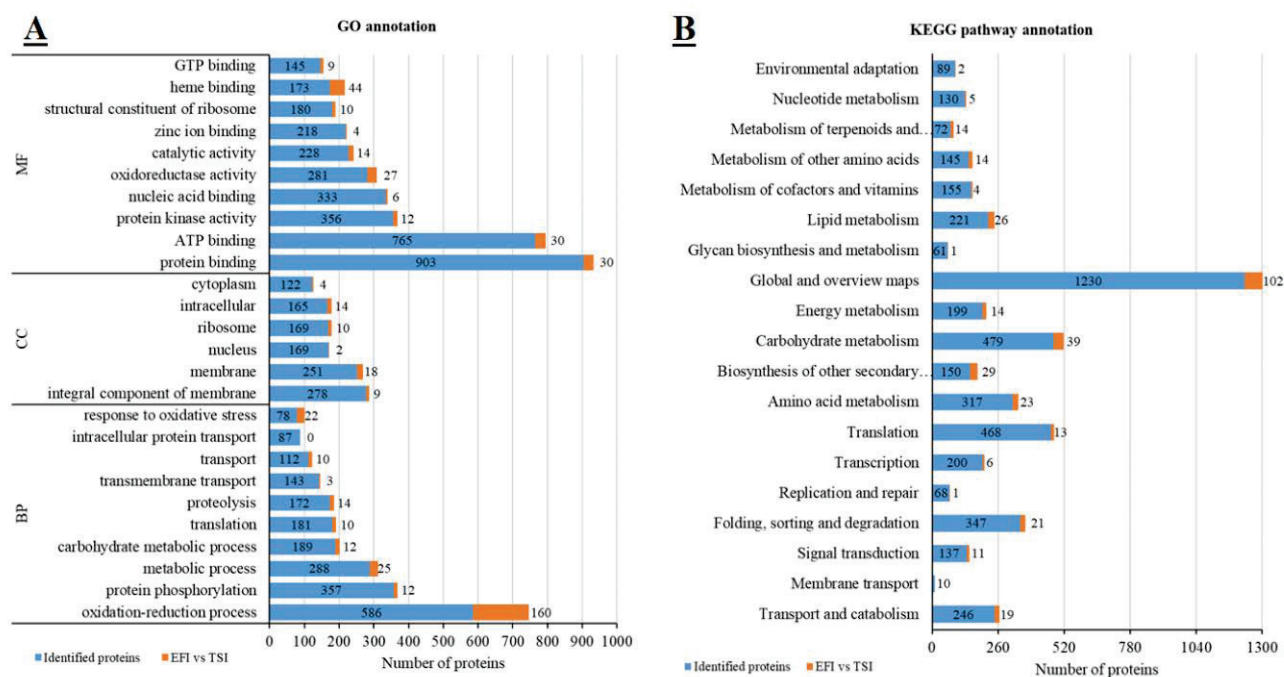 A
GO annotation
MF
GTP binding 145 9
heme binding 173 44
structural constituent of ribosome 180 10
zinc ion binding 218 4
catalytic activity 228 14
oxidoreductase activity 281 27
nucleic acid binding 333 6
protein kinase activity 356 12
ATP binding 765 30
protein binding 903 30
CC
cytoplasm 122 4
intracellular 165 14
ribosome 169 10
nucleus 169 2
membrane 251 18
integral component of membrane 278 9
BP
response to oxidative stress 78 22
intracellular protein transport 87 0
transport 112 10
transmembrane transport 143 3
proteolysis 172 14
translation 181 10
carbohydrate metabolic process 189 12
metabolic process 288 25
protein phosphorylation 357 12
oxidation-reduction process 586 160
0 100 200 300 400 500 600 700 800 900 1000
Number of proteins
Identified proteins EFI vs TSI
B
KEGG pathway annotation
Environmental adaptation 89 2
Nucleotide metabolism 130 5
Metabolism of terpenoids and... 72 14
Metabolism of other amino acids 145 14
Metabolism of cofactors and vitamins 155 4
Lipid metabolism 221 26
Glycan biosynthesis and metabolism 61 1
Global and overview maps 1230 102
Energy metabolism 199 14
Carbohydrate metabolism 479 39
Biosynthesis of other secondary... 150 29
Amino acid metabolism 317 23
Translation 468 13
Transcription 200 6
Replication and repair 68 1
Folding, sorting and degradation 347 21
Signal transduction 137 11
Membrane transport 10
Transport and catabolism 246 19
0 260 520 780 1040 1300
Number of proteins
Identified proteins EFI vs TSI